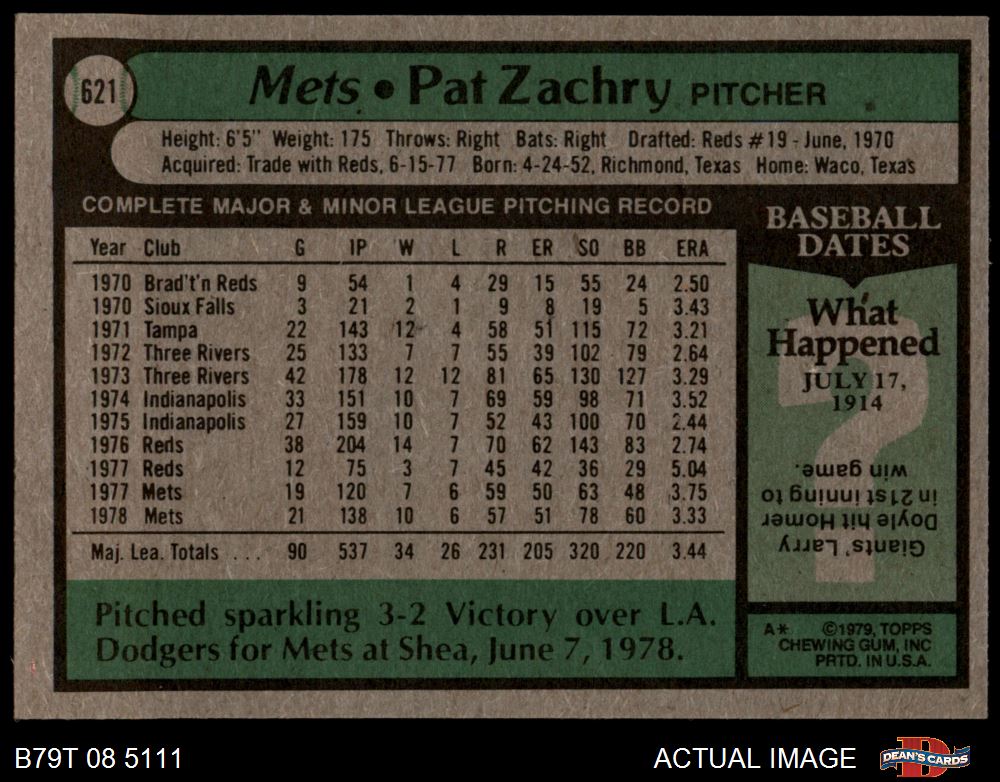 621
Mets • Pat Zachry PITCHER
Height: 6'5" Weight: 175 Throws: Right Bats: Right Drafted: Reds #19 - June, 1970
Acquired: Trade with Reds, 6-15-77 Born: 4-24-52, Richmond, Texas Home: Waco, Texas
COMPLETE MAJOR & MINOR LEAGUE PITCHING RECORD
Year Club G IP W L R ER SO BB ERA
1970 Brad't'n Reds 9 54 1 4 29 15 55 24 2.50
1970 Sioux Falls 3 21 2 1 9 8 19 5 3.43
1971 Tampa 22 143 12 4 58 51 115 72 3.21
1972 Three Rivers 25 133 7 7 55 39 102 79 2.64
1973 Three Rivers 42 178 12 12 81 65 130 127 3.29
1974 Indianapolis 33 151 10 7 69 59 98 71 3.52
1975 Indianapolis 27 159 10 7 52 43 100 70 2.44
1976 Reds 38 204 14 7 70 62 143 83 2.74
1977 Reds 12 75 3 7 45 42 36 29 5.04
1977 Mets 19 120 7 6 59 50 63 48 3.75
1978 Mets 21 138 10 6 57 51 78 60 3.33
Maj. Lea. Totals . . . 90 537 34 26 231 205 320 220 3.44
Pitched sparkling 3-2 Victory over L.A.
Dodgers for Mets at Shea, June 7, 1978.
BASEBALL
DATES
What
Happened
JULY 17,
1914
?
Giants' Larry
Doyle hit Homer
in 21st inning to
win game.
A* ©1979, TOPPS
CHEWING GUM, INC
PRTD. IN U.S.A.
B79T 08 5111
ACTUAL IMAGE
D
DEAN'S CARDS